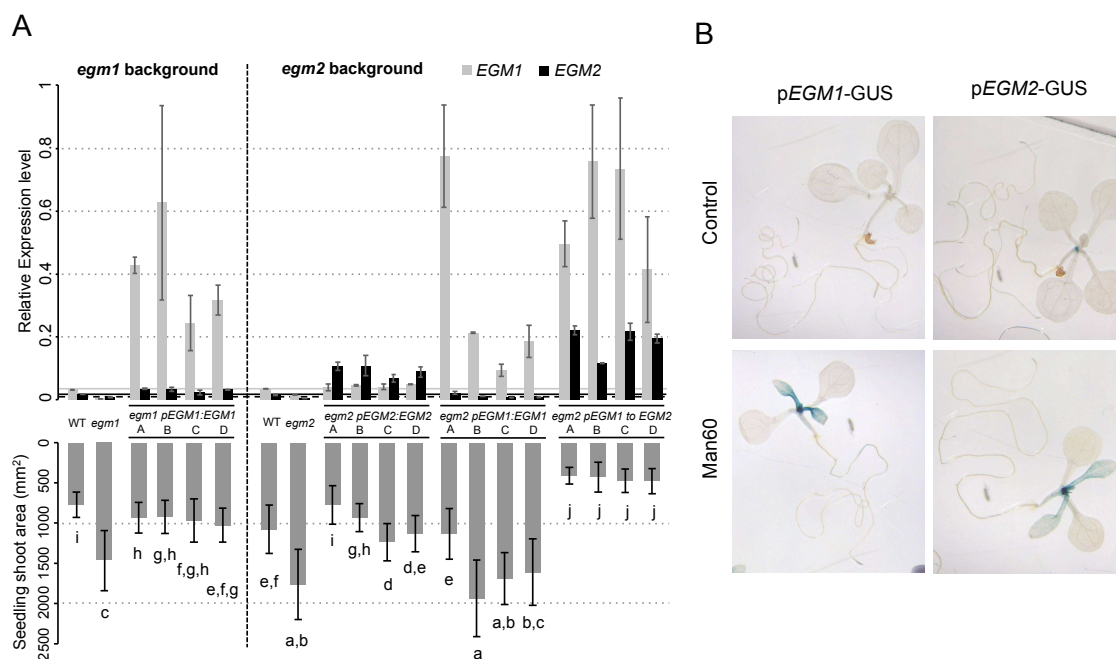 A
B
egm1 background
egm2 background
EGM1
EGM2
Relative Expression level
1
0.8
0.6
0.4
0.2
0
WT egm1
egm1 pEGM1:EGM1
A B C D
WT egm2
egm2 pEGM2:EGM2
A B C D
egm2 pEGM1:EGM1
A B C D
egm2 pEGM1 to EGM2
A B C D
Seedling shoot area (mm²)
0
500
1000
1500
2000
2500
i
c
h
g,h
f,g,h
e,f,g
e,f
a,b
i
g,h
d
d,e
e
a
a,b
b,c
j
j
j
j
pEGM1-GUS
pEGM2-GUS
Control
Man60